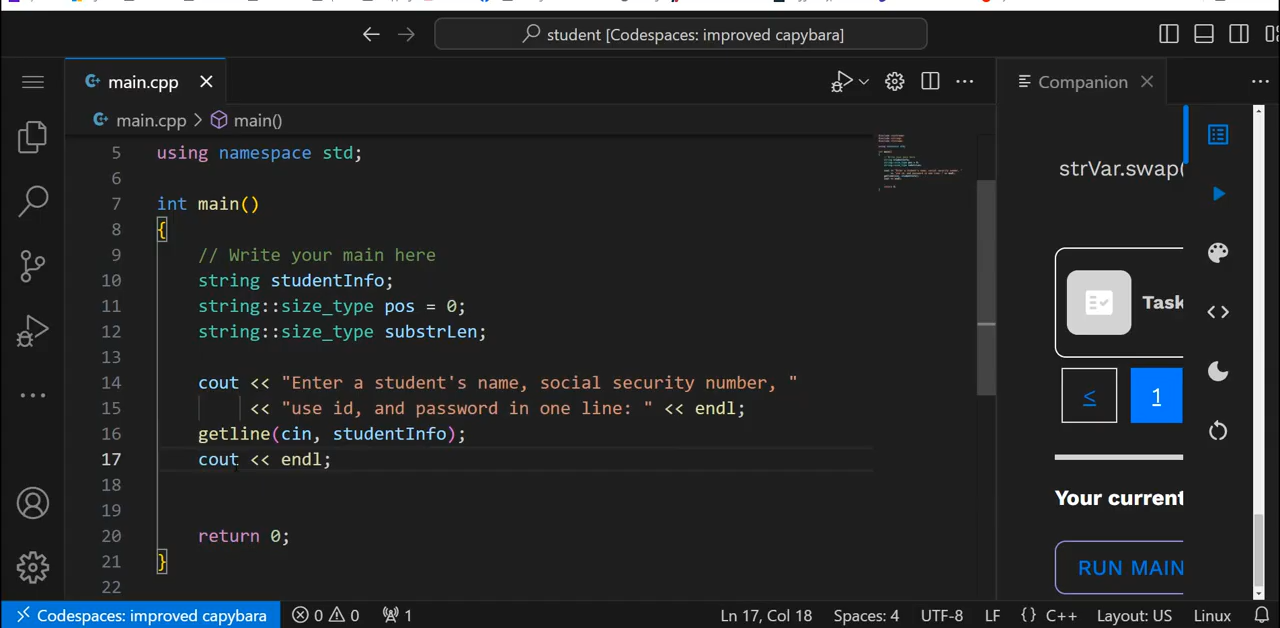 student [Codespaces: improved capybara]
main.cpp
Companion
main.cpp > main()
5 using namespace std;
6
7 int main()
8 {
9 // Write your main here
10 string studentInfo;
11 string::size_type pos = 0;
12 string::size_type substrLen;
13
14 cout << "Enter a student's name, social security number, "
15 << "use id, and password in one line: " << endl;
16 getline(cin, studentInfo);
17 cout << endl;
18
19
20 return 0;
21 }
22
strVar.swap(
Task
≤ 1
Your current
RUN MAIN
Codespaces: improved capybara 0 0 1 Ln 17, Col 18 Spaces: 4 UTF-8 LF {} C++ Layout: US Linux